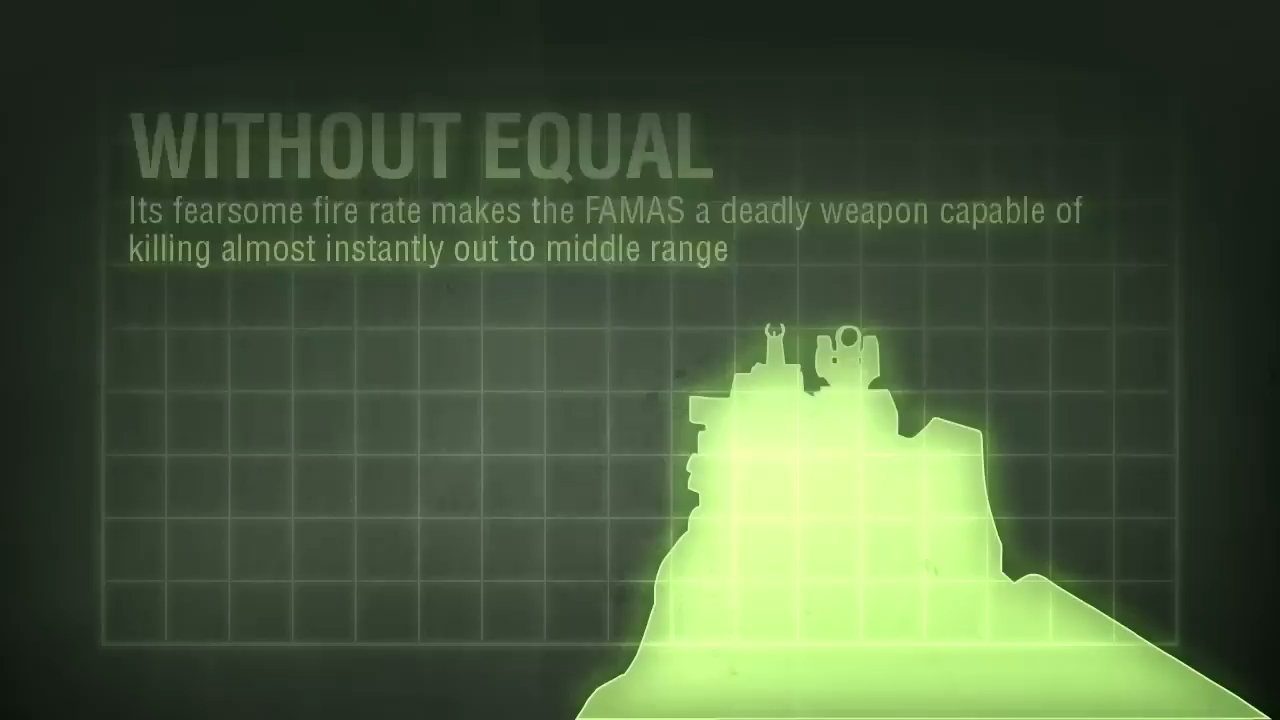 WITHOUT EQUAL
Its fearsome fire rate makes the FAMAS a deadly weapon capable of
killing almost instantly out to middle range